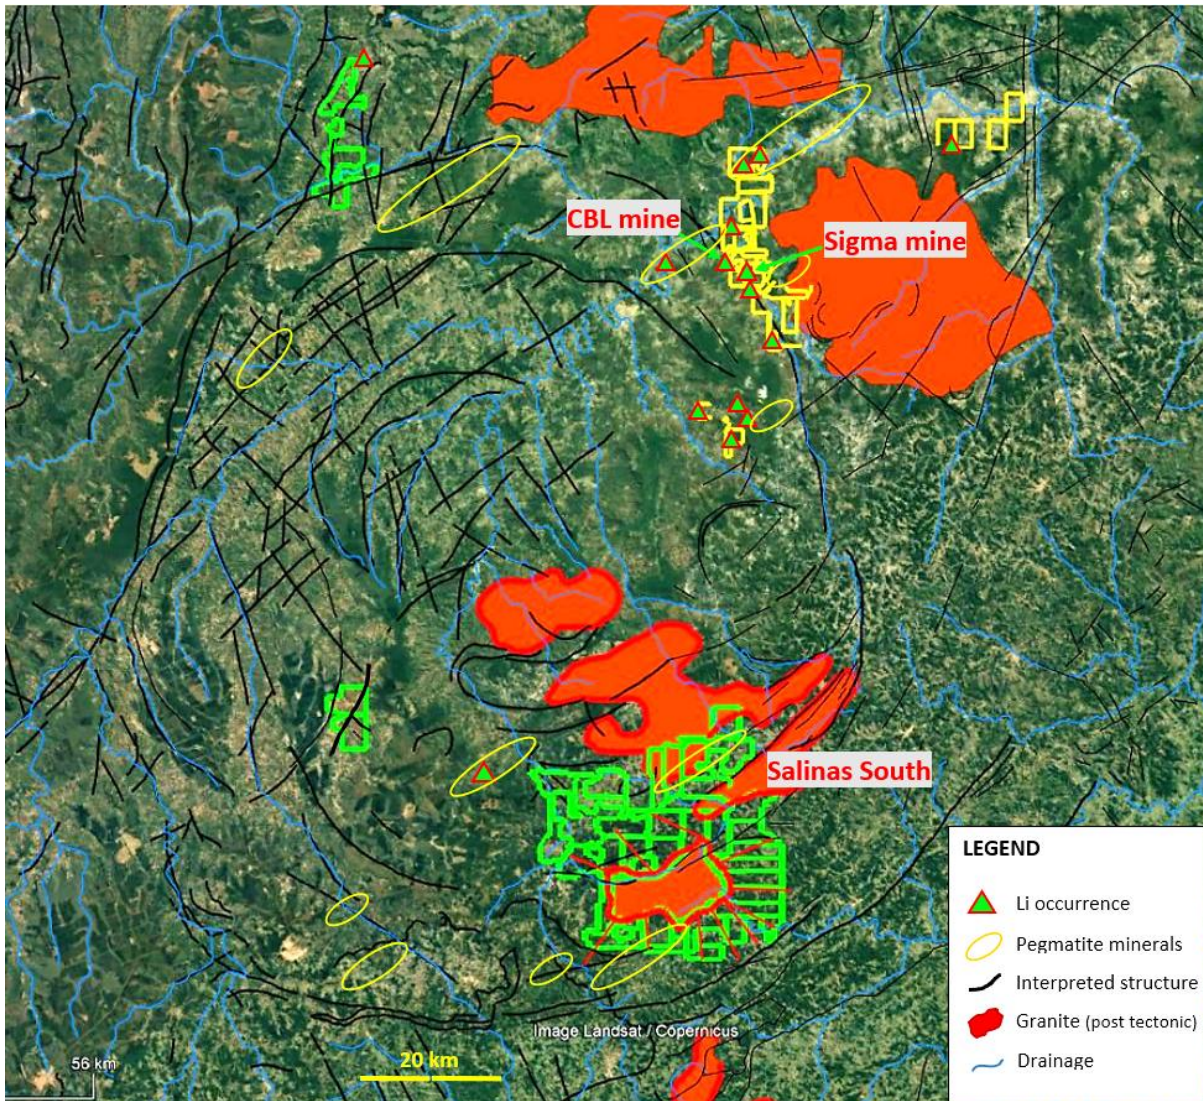 CBL mine
Sigma mine
Salinas South
LEGEND
Li occurrence
Pegmatite minerals
Interpreted structure
Granite (post tectonic)
Drainage
Image Landsat / Copernicus
56 km
20 km